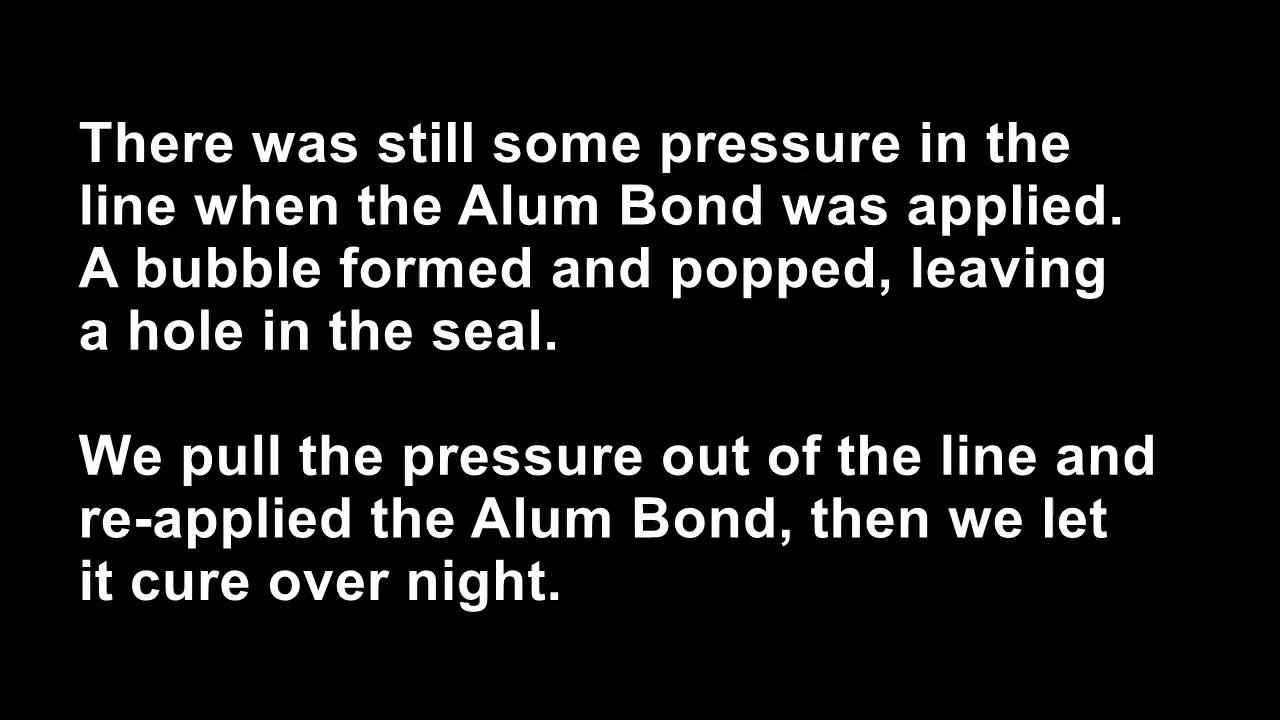 There was still some pressure in the
line when the Alum Bond was applied.
A bubble formed and popped, leaving
a hole in the seal.
We pull the pressure out of the line and
re-applied the Alum Bond, then we let
it cure over night.